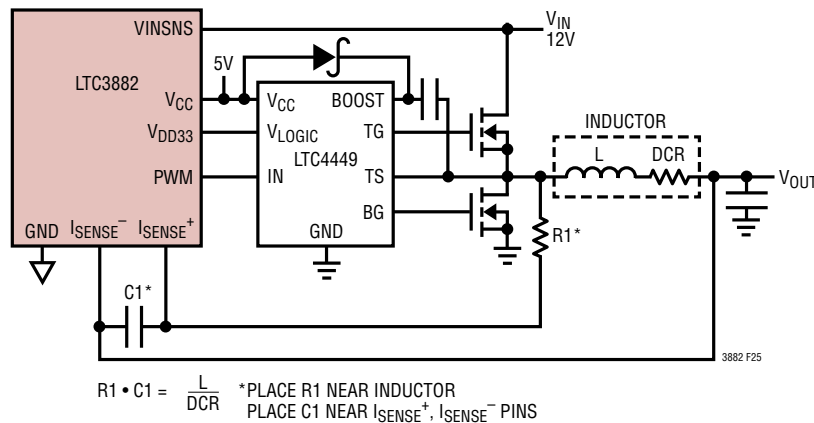 VINSNS
V_IN
12V
LTC3882
5V
V_CC
V_CC
BOOST
V_DD33
V_LOGIC
TG
LTC4449
PWM
IN
TS
BG
GND
GND
I_SENSE^-
I_SENSE^+
INDUCTOR
L
DCR
V_OUT
R1*
C1*
3882 F25
R1 • C1 = L/DCR
*PLACE R1 NEAR INDUCTOR
PLACE C1 NEAR I_SENSE^+, I_SENSE^- PINS